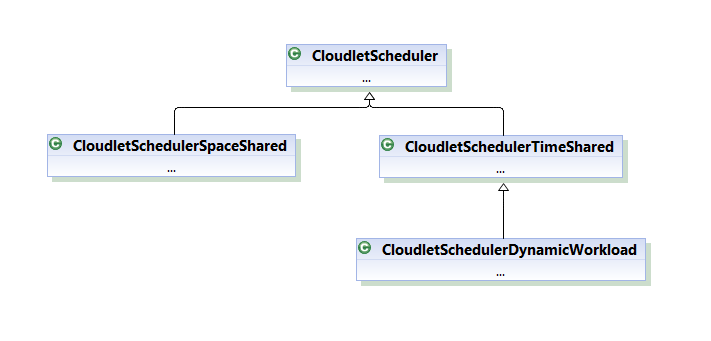 C CloudletScheduler
...
C CloudletSchedulerSpaceShared
...
C CloudletSchedulerTimeShared
...
C CloudletSchedulerDynamicWorkload
...